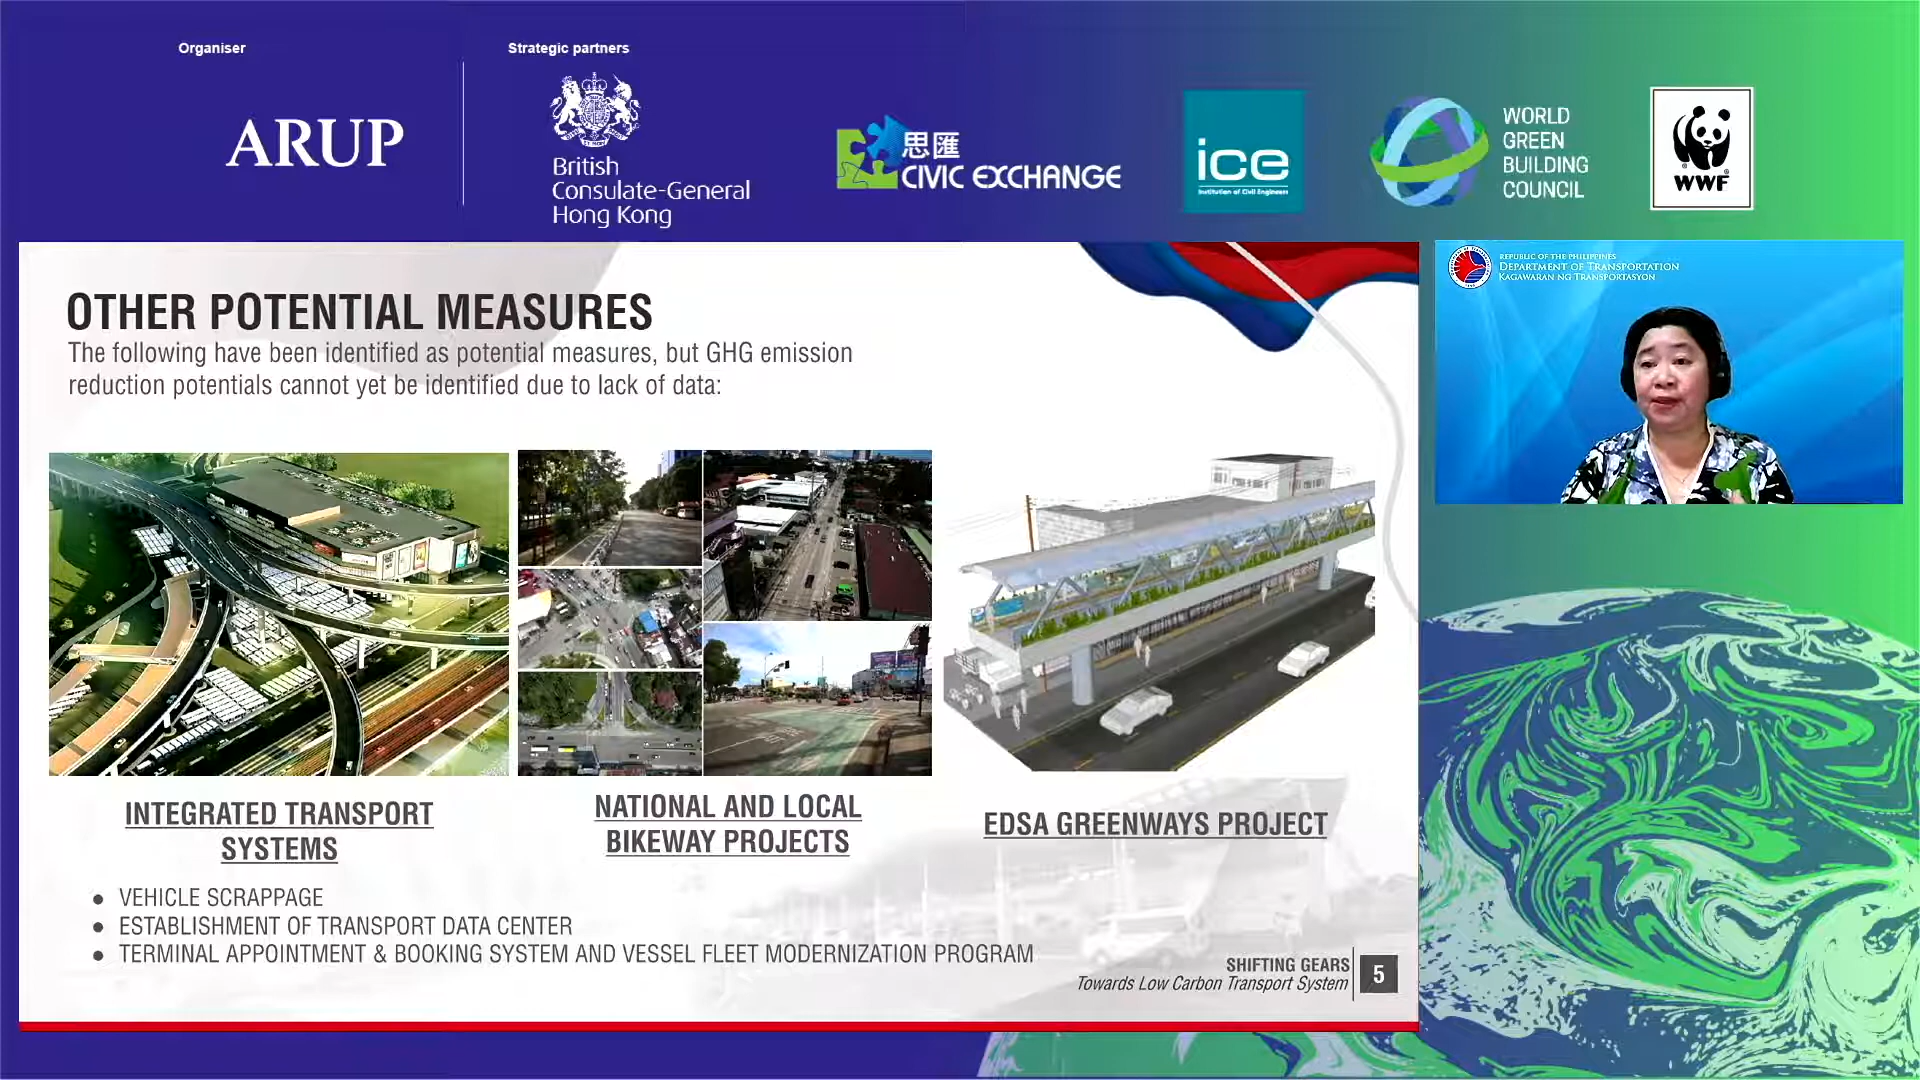 Organiser
Strategic partners
ARUP
British
Consulate-General
Hong Kong
思匯
CIVIC EXCHANGE
ice
Institution of Civil Engineers
WORLD
GREEN
BUILDING
COUNCIL
WWF
REPUBLIC OF THE PHILIPPINES
DEPARTMENT OF TRANSPORTATION
KAGAWARAN NG TRANSPORTASYON
OTHER POTENTIAL MEASURES
The following have been identified as potential measures, but GHG emission
reduction potentials cannot yet be identified due to lack of data:
INTEGRATED TRANSPORT
SYSTEMS
NATIONAL AND LOCAL
BIKEWAY PROJECTS
EDSA GREENWAYS PROJECT
● VEHICLE SCRAPPAGE
● ESTABLISHMENT OF TRANSPORT DATA CENTER
● TERMINAL APPOINTMENT & BOOKING SYSTEM AND VESSEL FLEET MODERNIZATION PROGRAM
SHIFTING GEARS
Towards Low Carbon Transport System
5